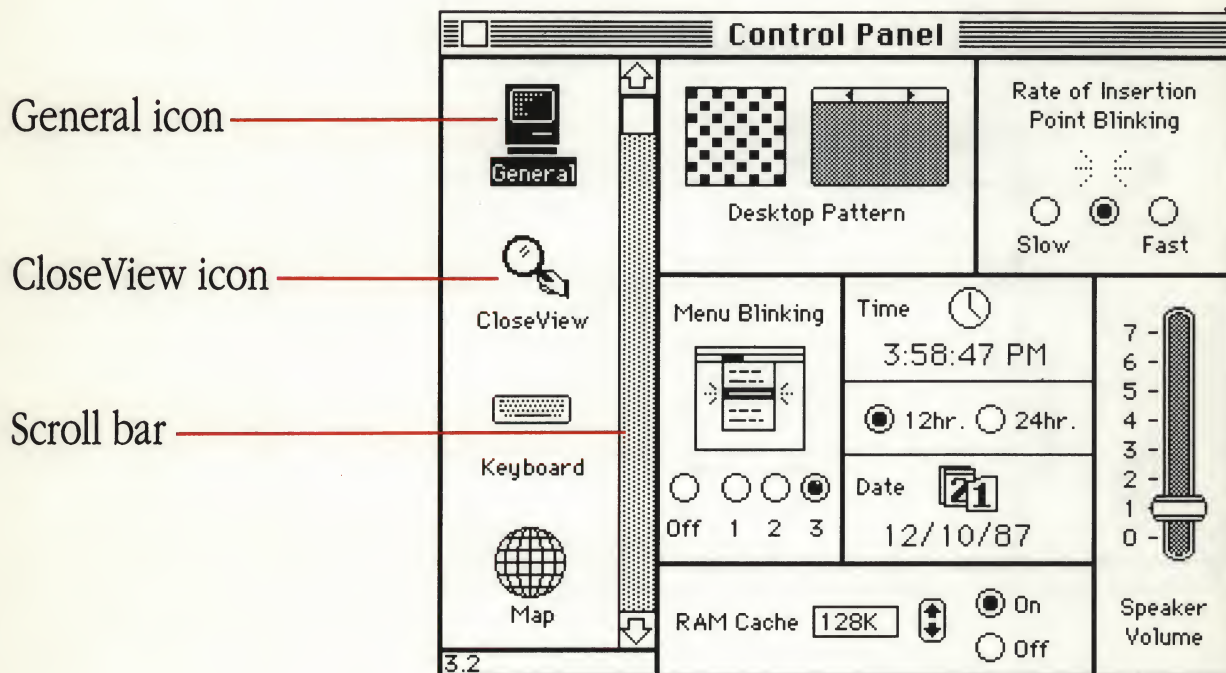 General icon
CloseView icon
Scroll bar
Control Panel
General
CloseView
Keyboard
Map
3.2
Desktop Pattern
Rate of Insertion
Point Blinking
Slow Fast
Menu Blinking
Off 1 2 3
Time
3:58:47 PM
12hr. 24hr.
Date 21
12/10/87
7
6
5
4
3
2
1
0
Speaker
Volume
RAM Cache 128K
On
Off